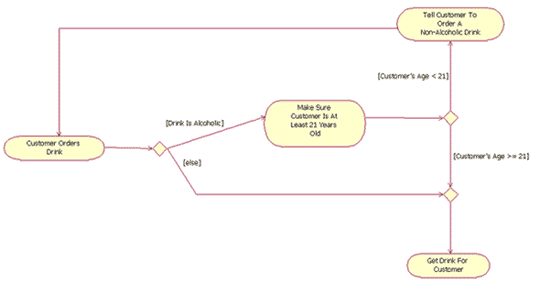 Tell Customer To
Order A
Non-Alcoholic Drink
[Customer's Age < 21]
Make Sure
Customer Is At
Least 21 Years
Old
[Drink Is Alcoholic]
Customer Orders
Drink
[else]
[Customer's Age >= 21]
Get Drink For
Customer